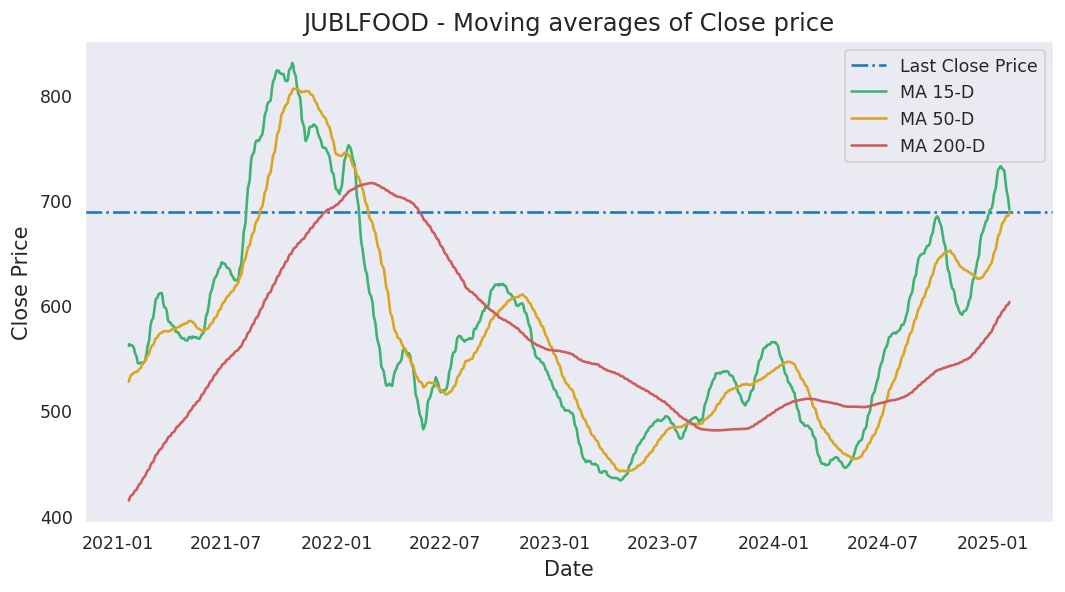 JUBLFOOD - Moving averages of Close price
Last Close Price
MA 15-D
MA 50-D
MA 200-D
Close Price
800
700
600
500
400
2021-01 2021-07 2022-01 2022-07 2023-01 2023-07 2024-01 2024-07 2025-01
Date